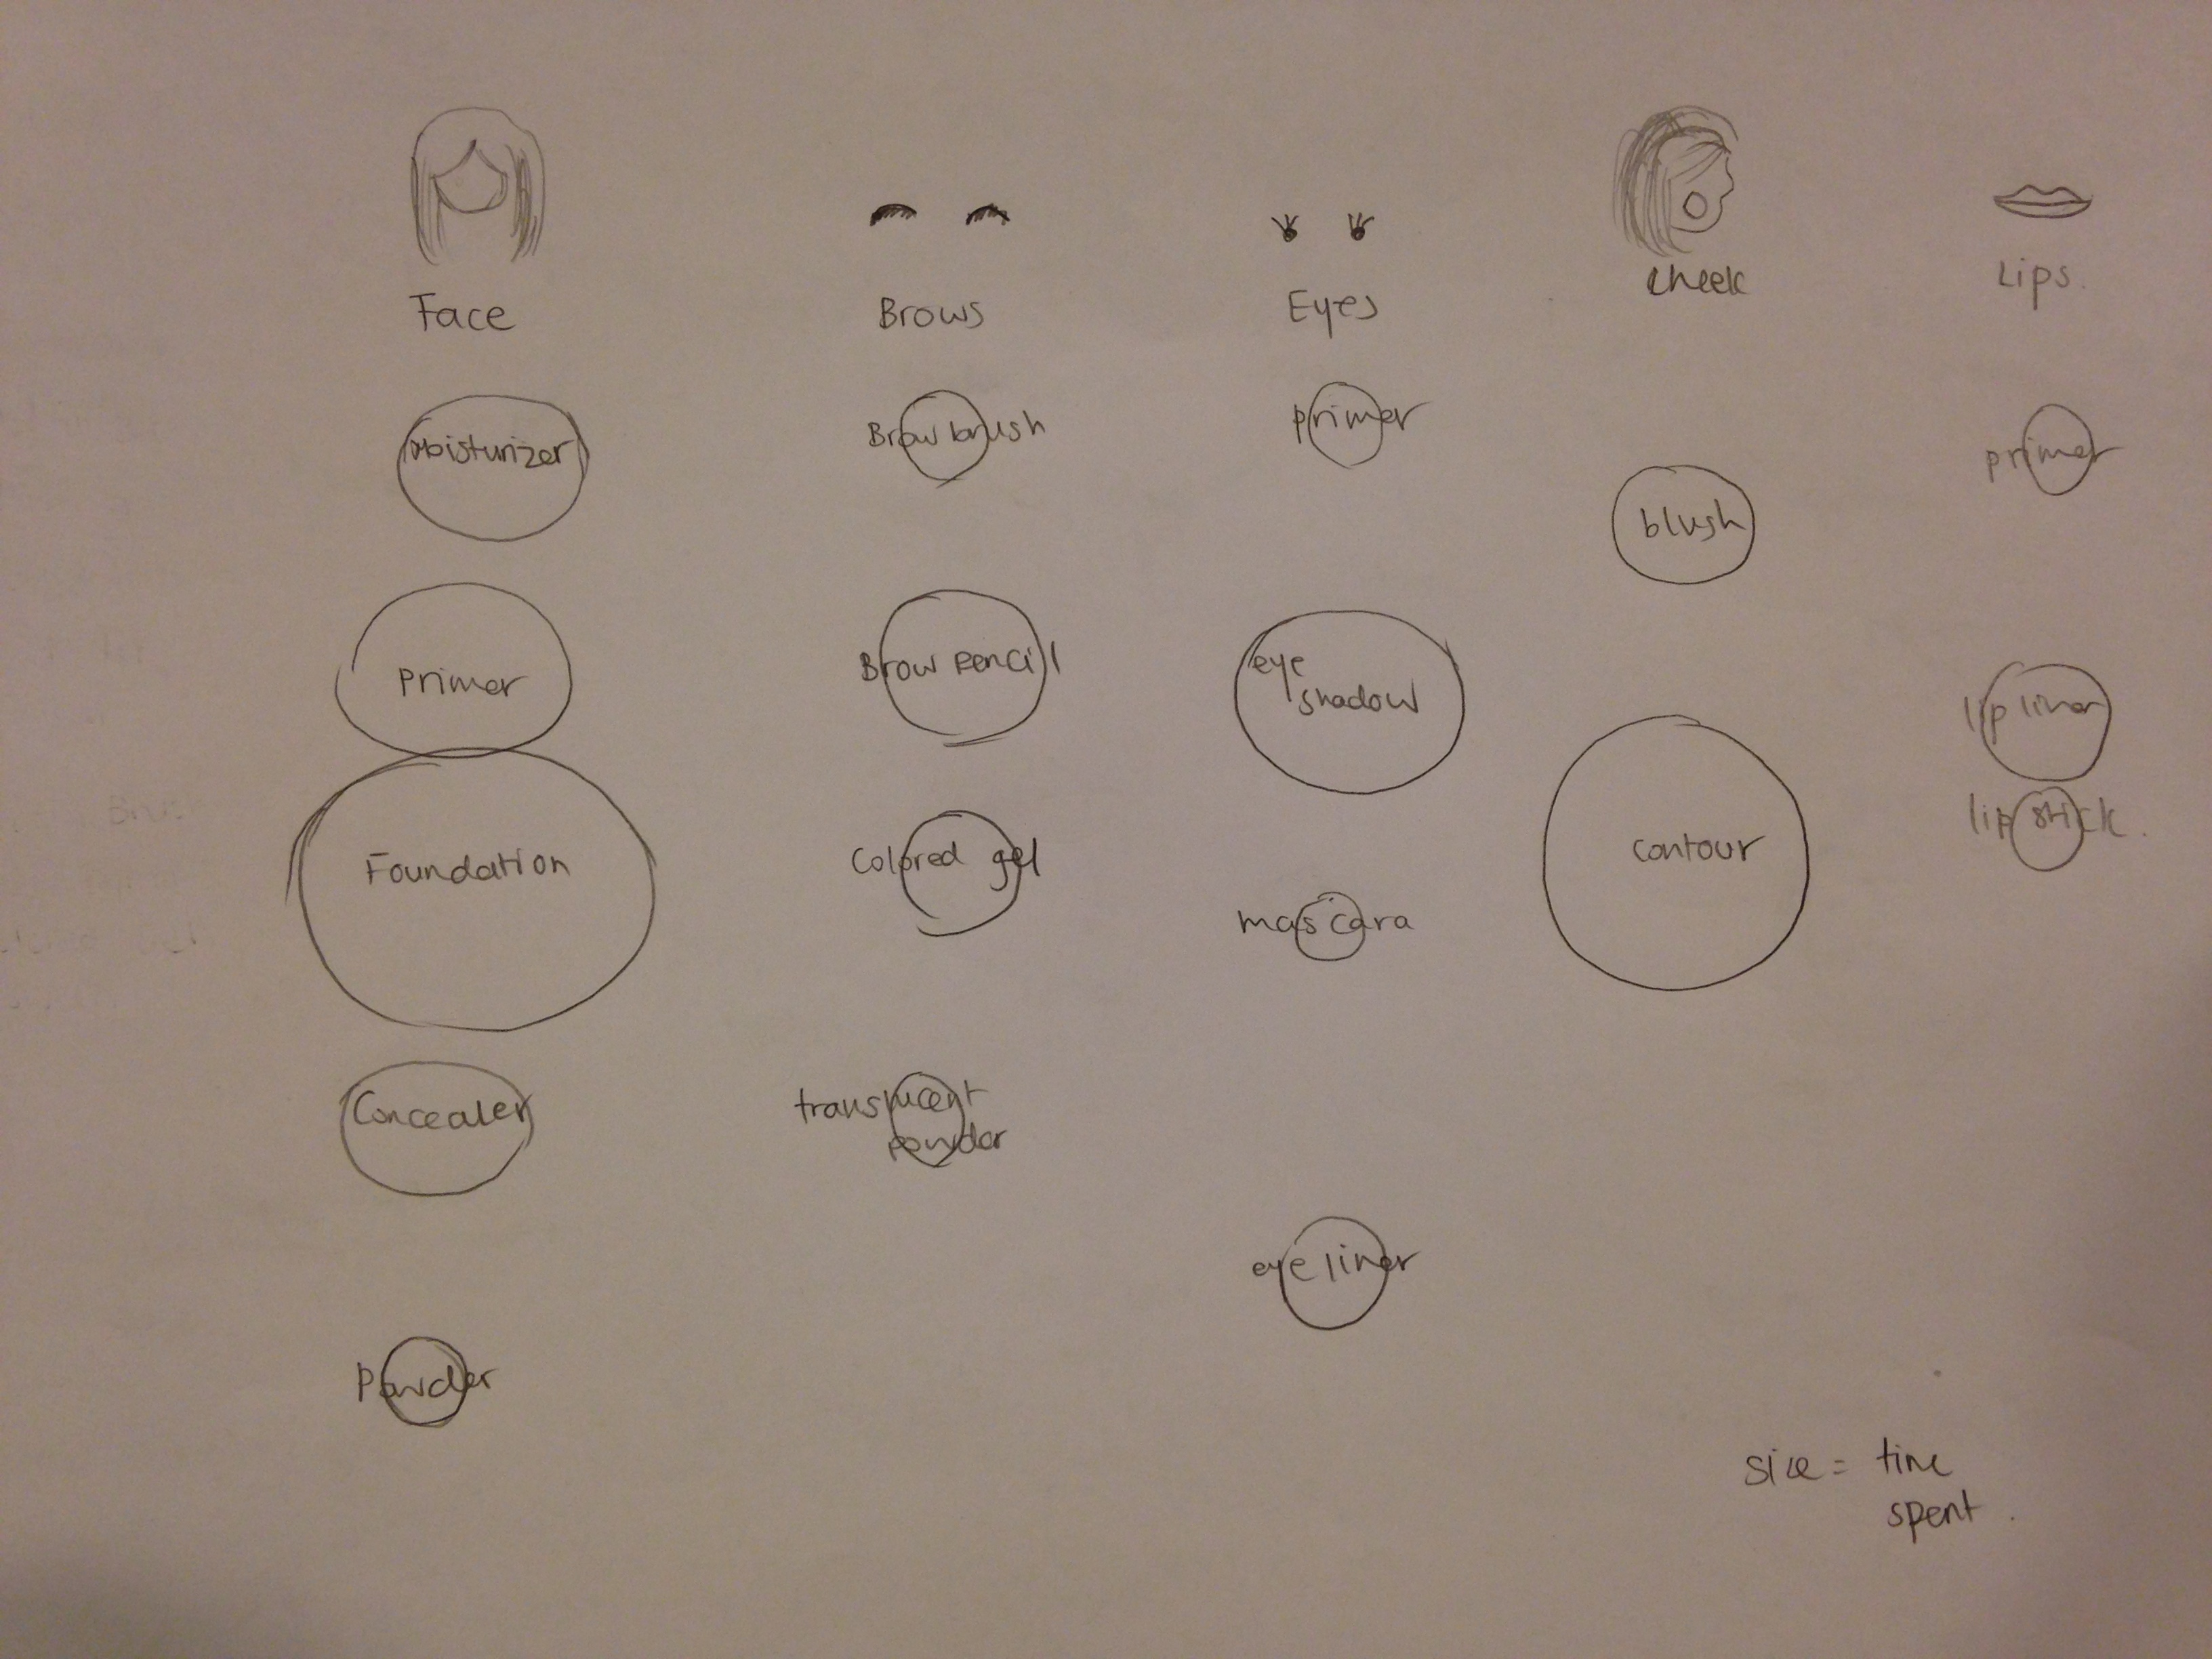 Face
Brows
Eyes
Cheek
Lips.
Moisturizer
Primer
Foundation
Concealer
Powder
Brow brush
Brow Pencil
Colored gel
translucent
powder
primer
eye
shadow
mascara
eye liner
blush
contour
primer
lip liner
lip stick.
size = time
spent.